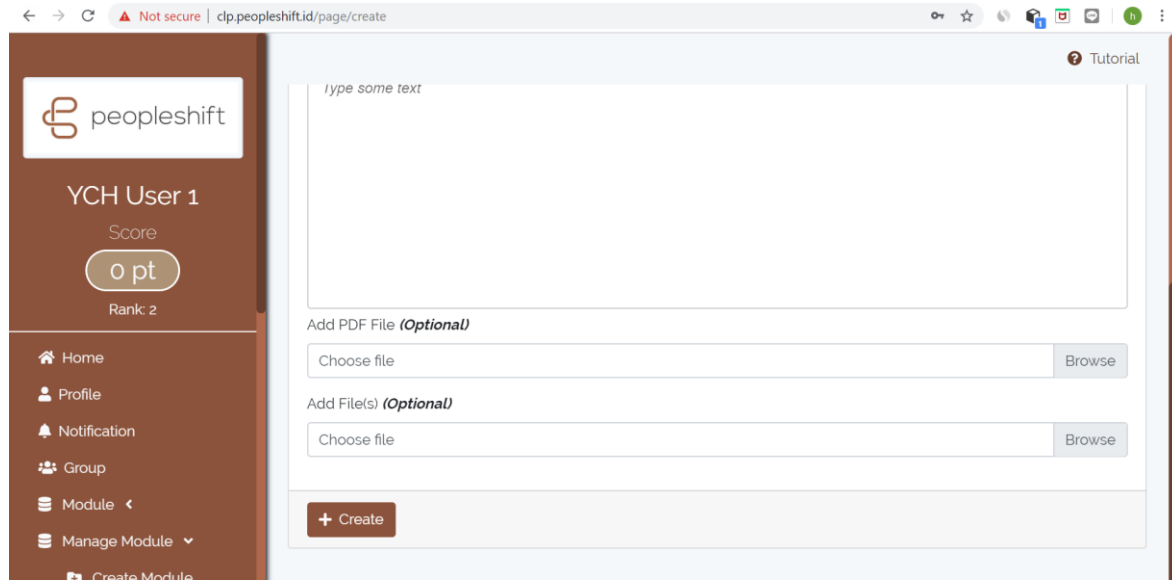 Not secure | clp.peopleshift.id/page/create
1
h
Tutorial
peopleshift
YCH User 1
Score
0 pt
Rank: 2
Home
Profile
Notification
Group
Module
Manage Module
Create Module
Type some text
Add PDF File (Optional)
Choose file Browse
Add File(s) (Optional)
Choose file Browse
+ Create